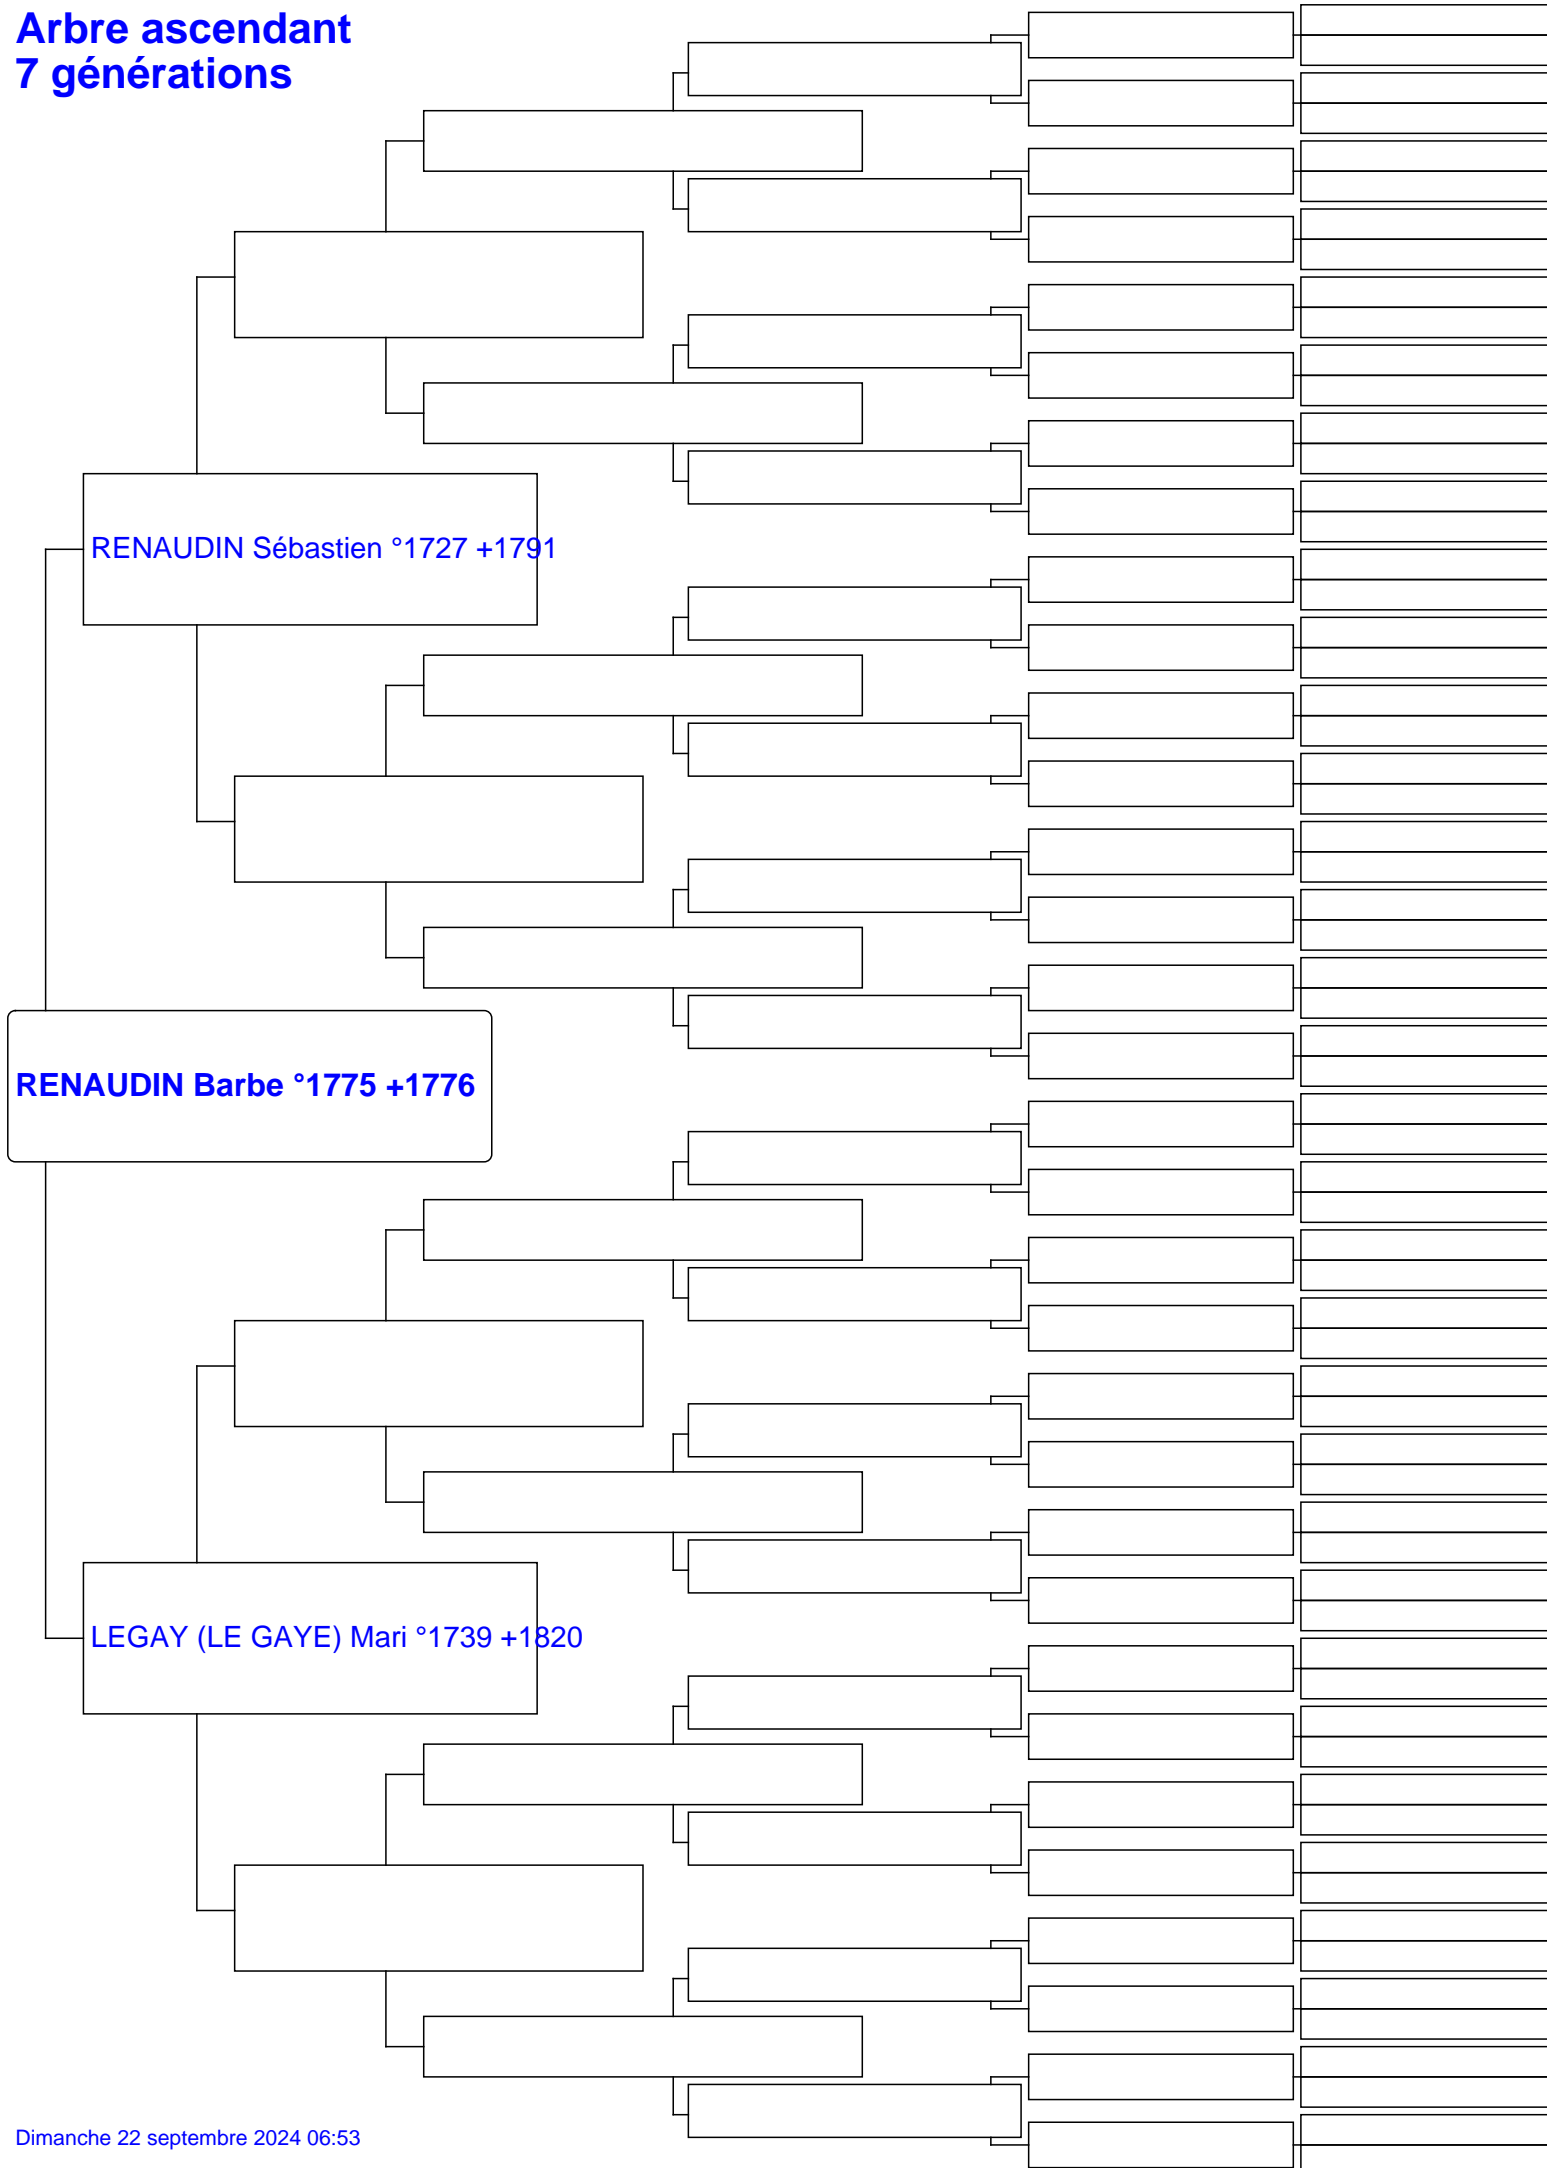 Arbre ascendant
7 générations
RENAUDIN Sébastien °1727 +1791
RENAUDIN Barbe °1775 +1776
LEGAY (LE GAYE) Mari °1739 +1820
Dimanche 22 septembre 2024 06:53